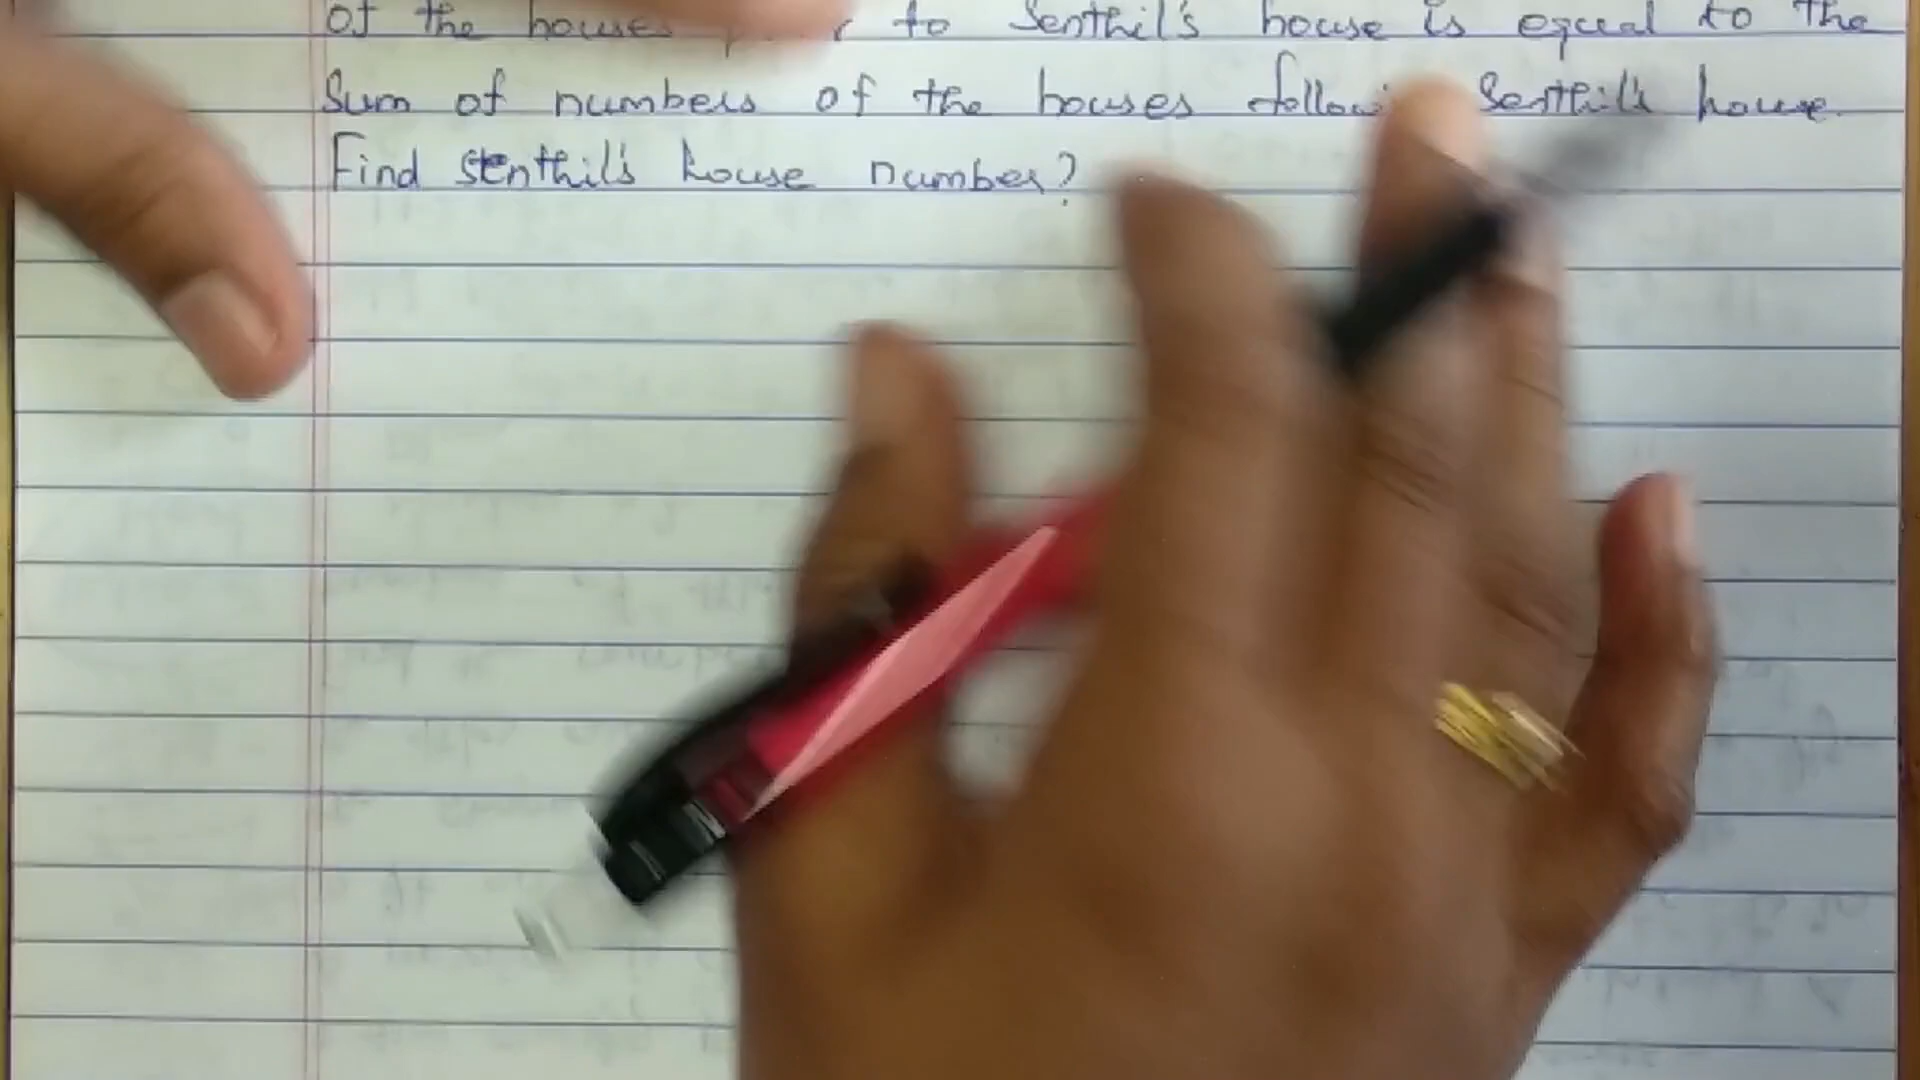 of the houses to Senthil's house is equal to the
Sum of numbers of the houses Senthil's house.
Find Senthil's house number?